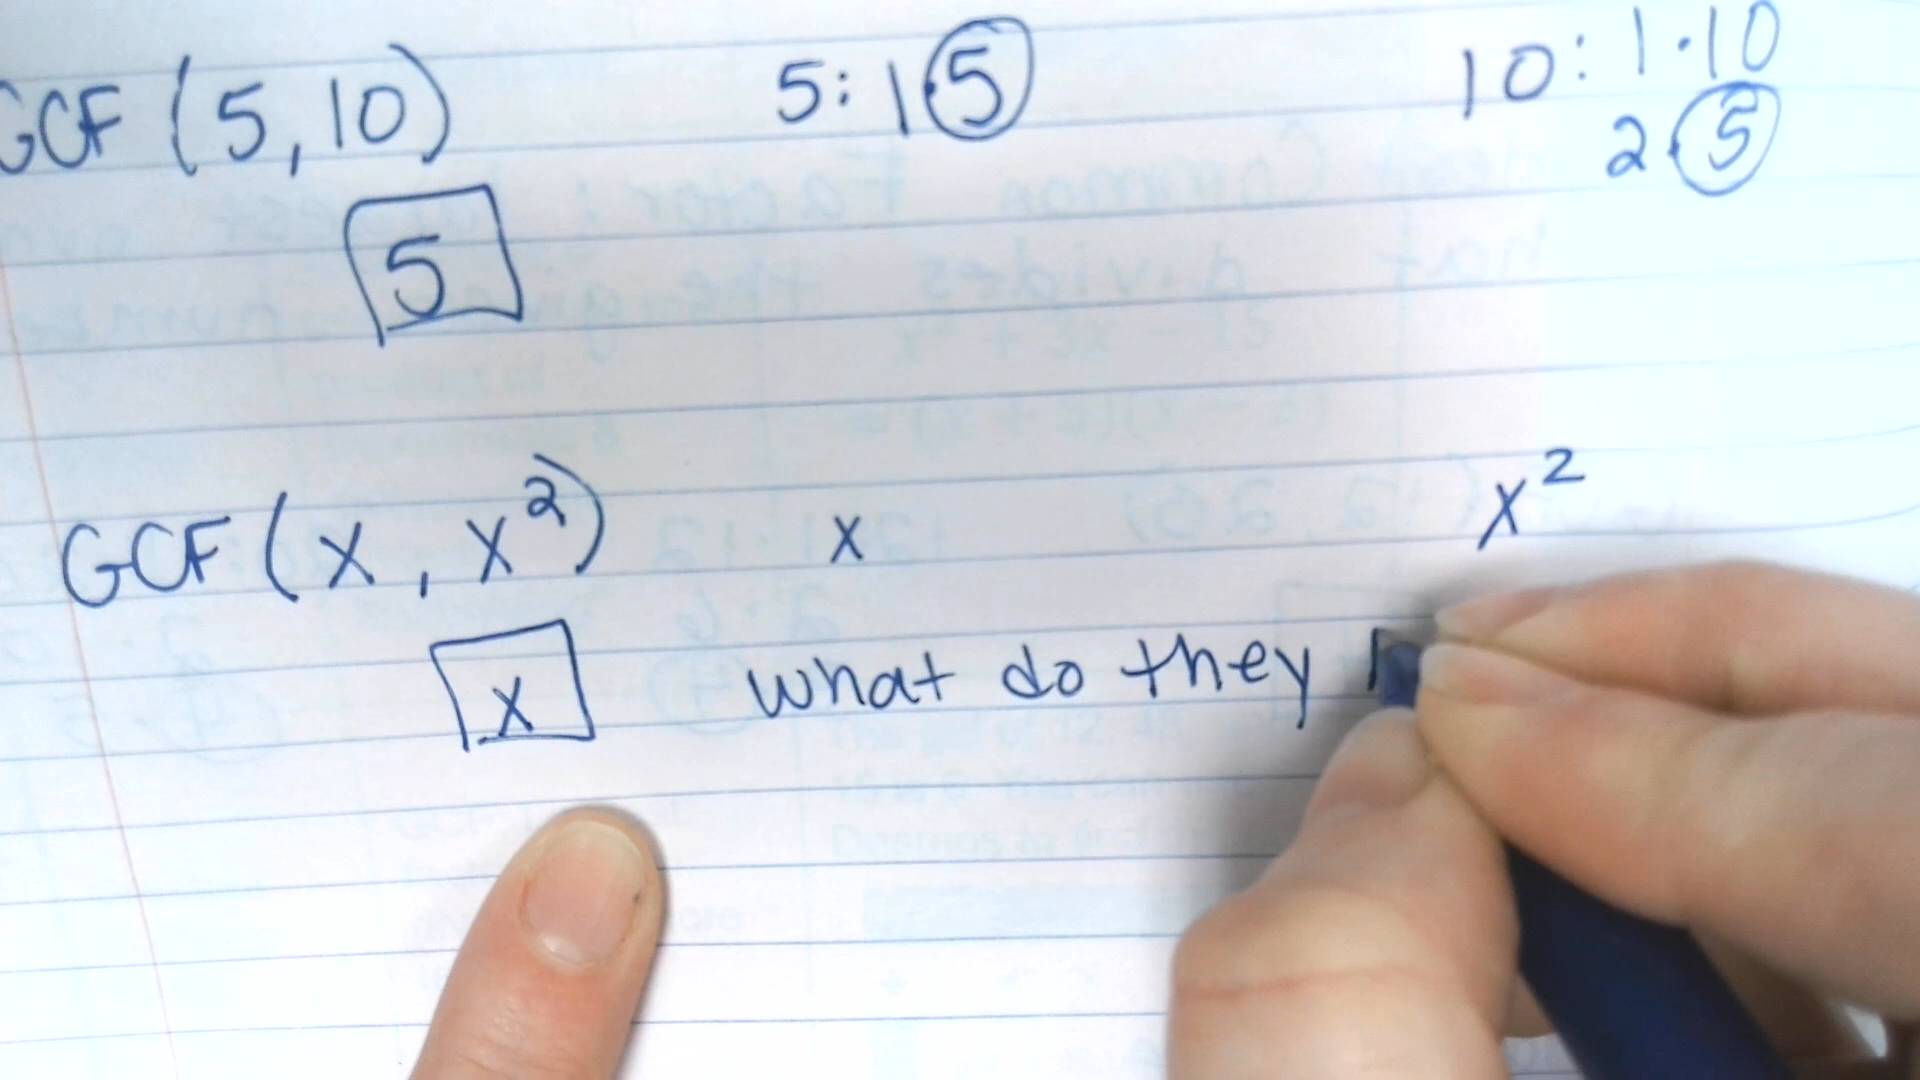 GCF (5, 10) 5: 1·5 10: 1·10
2·5
5
GCF (x, x²) x x²
x what do they